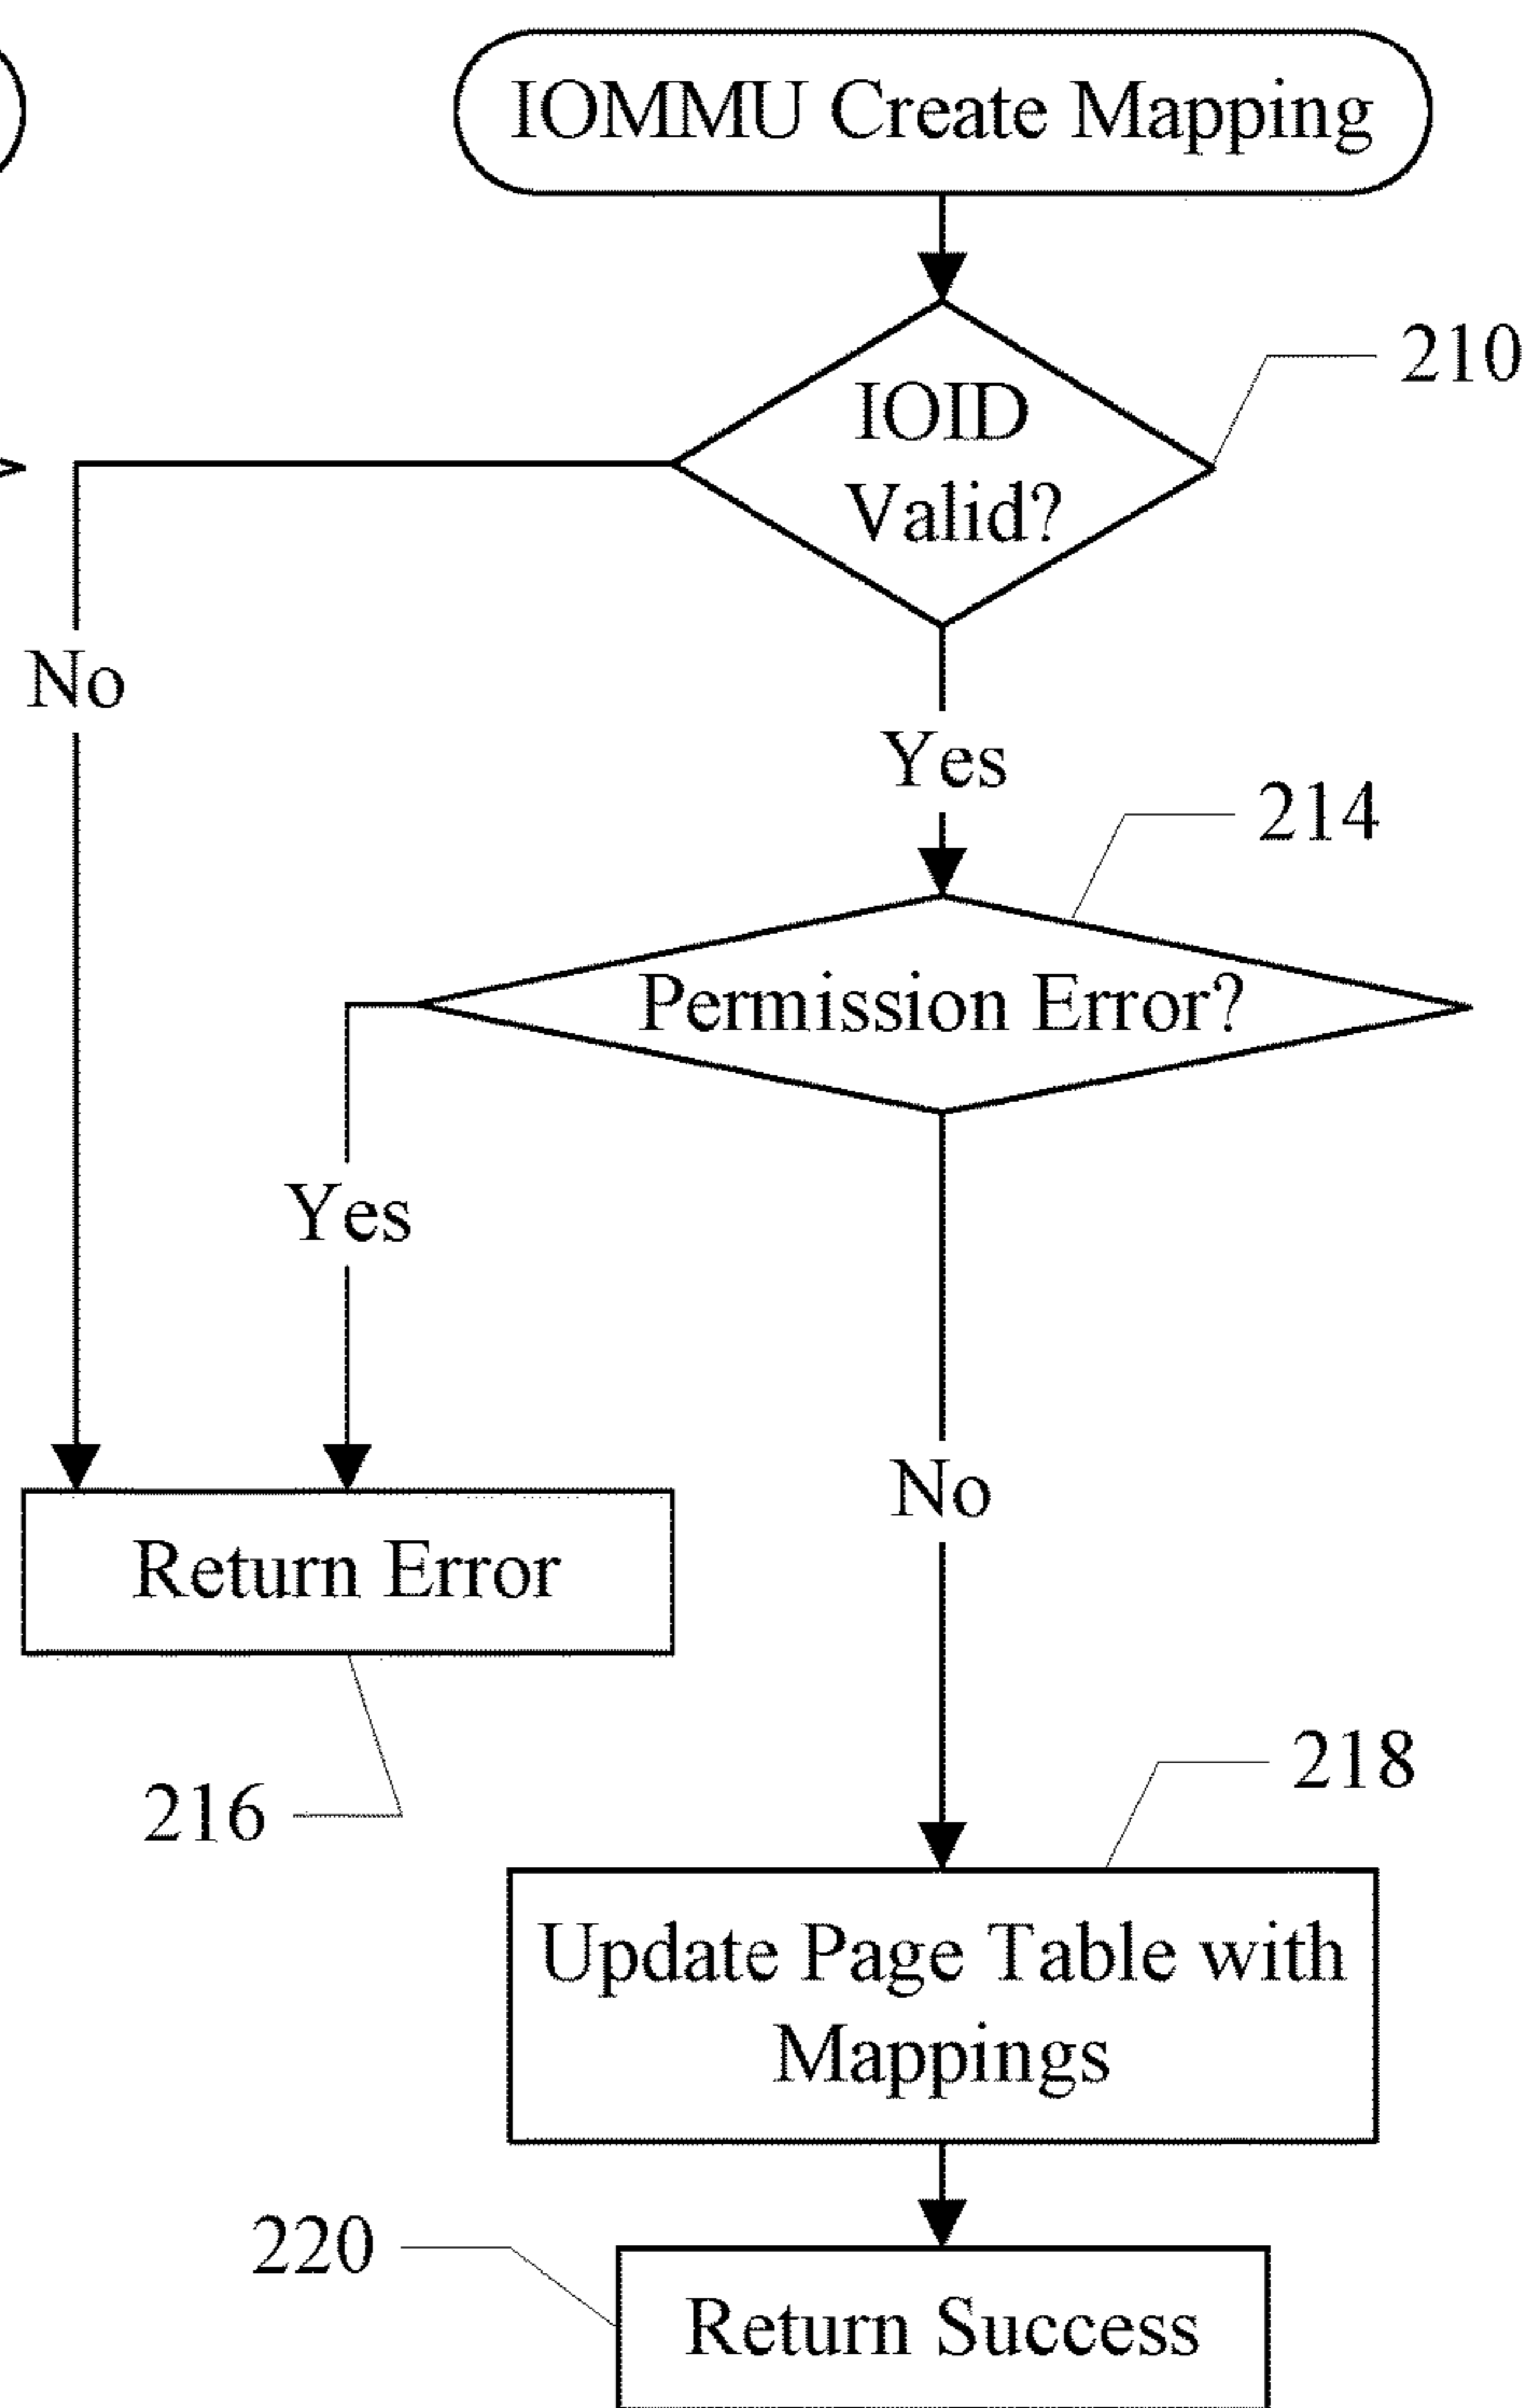 IOMMU Create Mapping
210
IOID
Valid?
No
Yes
214
Permission Error?
Yes
No
Return Error
216
218
Update Page Table with
Mappings
220
Return Success